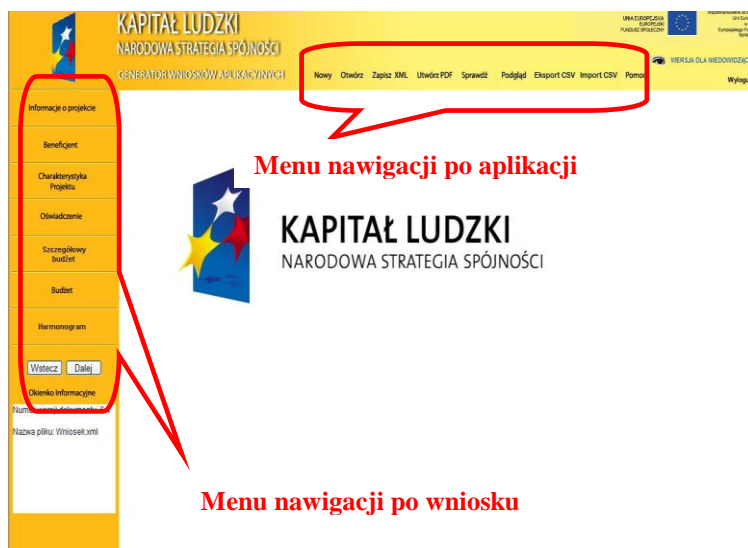 KAPITAŁ LUDZKI
NARODOWA STRATEGIA SPÓJNOŚCI
GENERATOR WNIOSKÓW APLIKACYJNYCH
UNIA EUROPEJSKA
EUROPEJSKI
FUNDUSZ SPOŁECZNY
WERSJA DLA NIEDOWIDZĄC
Nowy Otwórz Zapisz XML Utwórz PDF Sprawdź Podgląd Eksport CSV Import CSV Pomoc
Wylogu
Menu nawigacji po aplikacji
Informacje o projekcie
Beneficjent
Charakterystyka
Projektu
Oświadczenie
Szczegółowy
budżet
Budżet
Harmonogram
Wstecz Dalej
Okienko Informacyjne
Nazwa pliku: Wniosek.xml
KAPITAŁ LUDZKI
NARODOWA STRATEGIA SPÓJNOŚCI
Menu nawigacji po wniosku